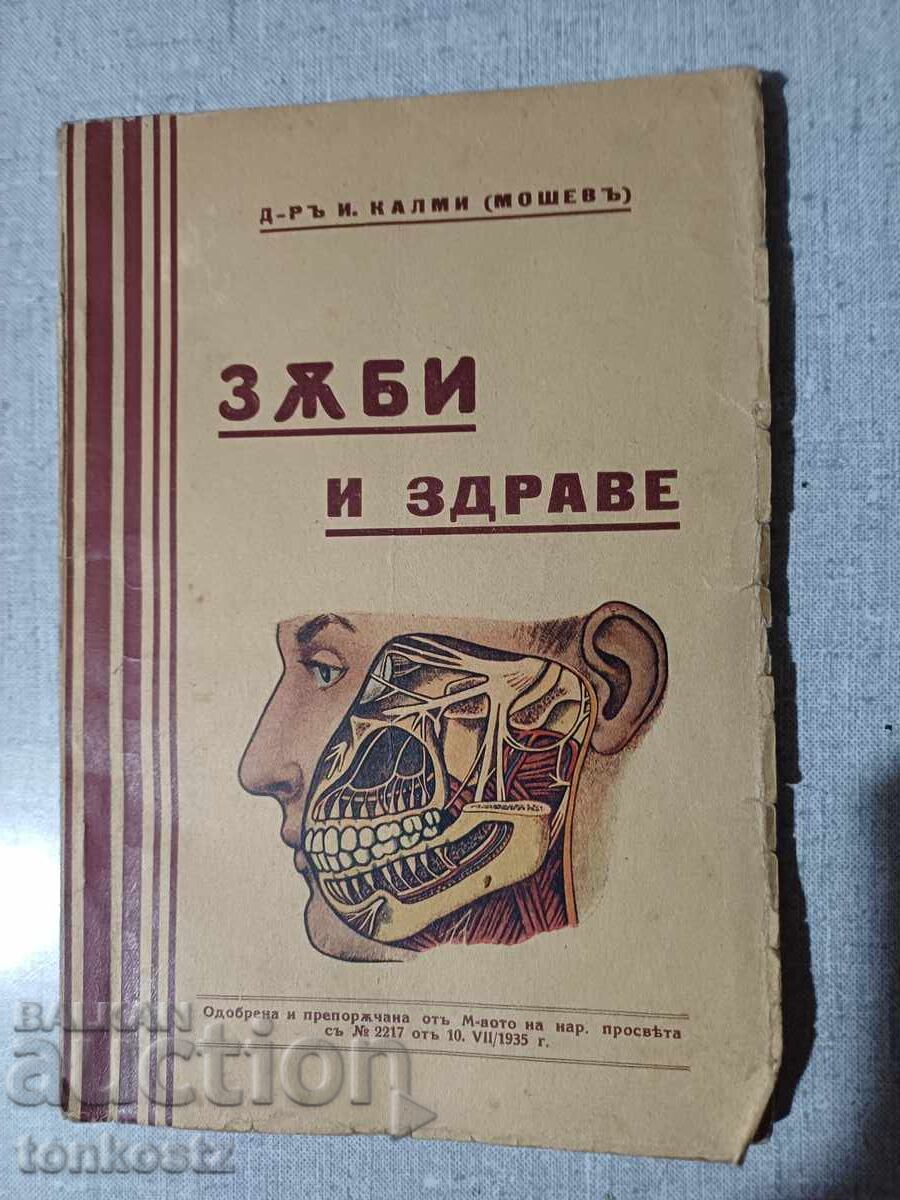 Д-РЪ И. КАЛМИ (МОШЕВЪ)
ЗѪБИ
И ЗДРАВЕ
Одобрена и препорѫчана отъ М-вото на нар. просвѣта
съ № 2217 отъ 10. VII/1935 г.
BALKAN
auction
tonkostz